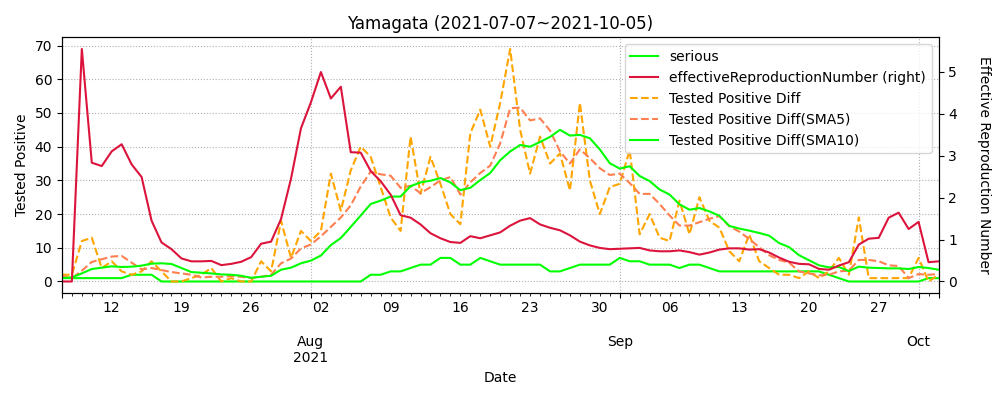 Yamagata (2021-07-07~2021-10-05)
serious
effectiveReproductionNumber (right)
Tested Positive Diff
Tested Positive Diff(SMA5)
Tested Positive Diff(SMA10)
Tested Positive
70
60
50
40
30
20
10
0
5
4
3
2
1
0
Effective Reproduction Number
12 19 26 02 09 16 23 30 06 13 20 27
Aug Sep Oct
2021
Date